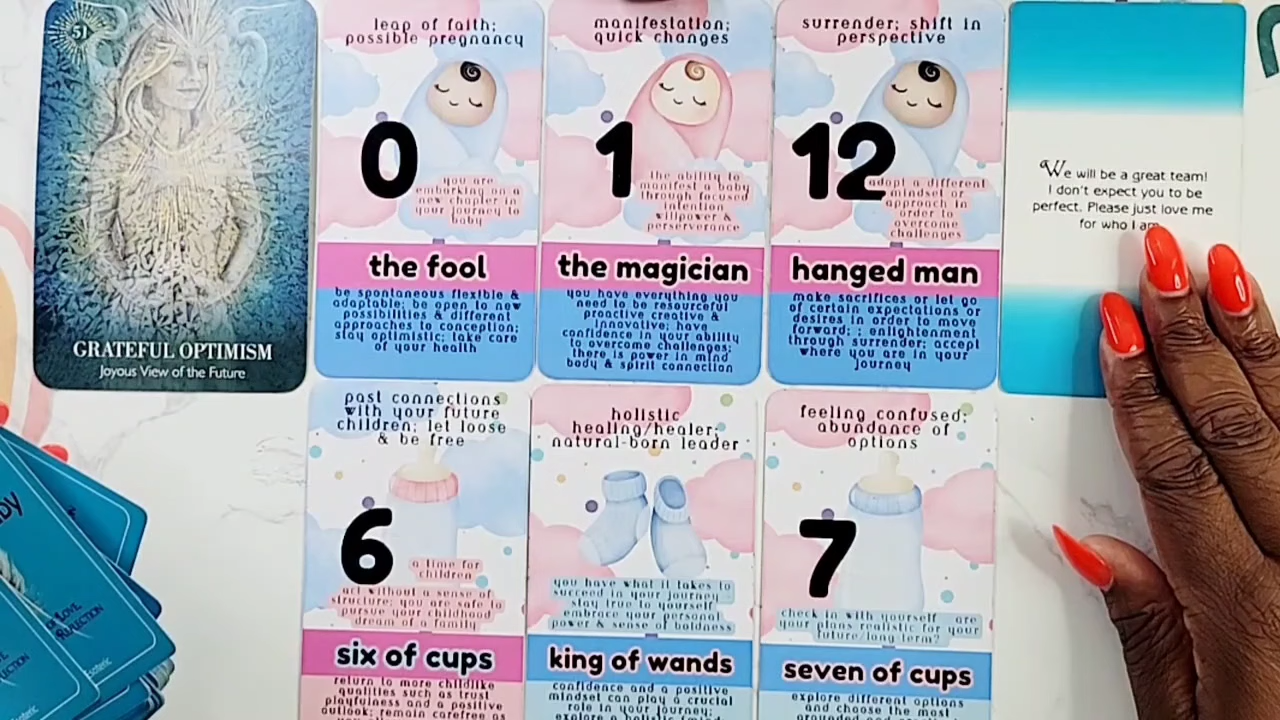 51
GRATEFUL OPTIMISM
Joyous View of the Future
leap of faith;
possible pregnancy
0
you are
embarking on a
new chapter in
your journey to
baby
the fool
be spontaneous flexible &
adaptable; be open to new
possibilities & different
approaches to conception;
stay optimistic; take care
of your health
manifestation;
quick changes
1
the ability to
manifest a baby
through focused
intention
willpower &
perserverance
the magician
you have everything you
need to be resourceful
proactive creative &
innovative; have
confidence in your ability
to overcome challenges;
there is power in mind
body & spirit connection
surrender; shift in
perspective
12
adopt a different
mindset or
approach in
order to
overcome
challenges
hanged man
make sacrifices or let go
of certain expectations or
desires in order to move
forward; ; enlightenment
through surrender; accept
where you are in your
journey
We will be a great team!
I don't expect you to be
perfect. Please just love me
for who I am.
past connections
with your future
children; let loose
& be free
6
a time for
children
act without a sense of
structure; you are safe to
pursue your childhood
dream of a family
six of cups
return to more childlike
qualities such as trust
playfulness and a positive
outlook; remain carefree as
holistic
healing/healer;
natural-born leader
you have what it takes to
succeed in your journey
stay true to yourself
embrace your personal
power & sense of boldness
king of wands
confidence and a positive
mindset can play a crucial
role in your journey;
explore a holistic (mind
feeling confused;
abundance of
options
7
check in with yourself are
your plans realistic for your
future/long term?
seven of cups
explore different options
and choose the most
LOVE
REFLECTION